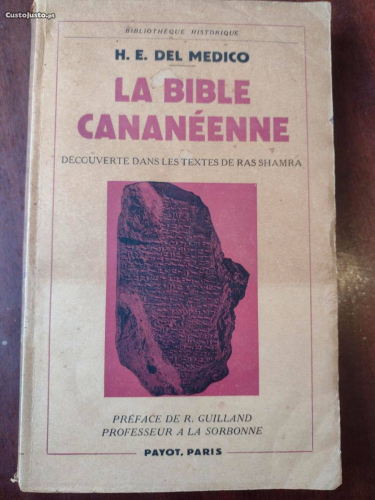 CustoJusto.pt
BIBLIOTHÈQUE HISTORIQUE
H. E. DEL MEDICO
LA BIBLE
CANANÉENNE
DÉCOUVERTE DANS LES TEXTES DE RAS SHAMRA
PRÉFACE DE R. GUILLAND
PROFESSEUR A LA SORBONNE
PAYOT, PARIS